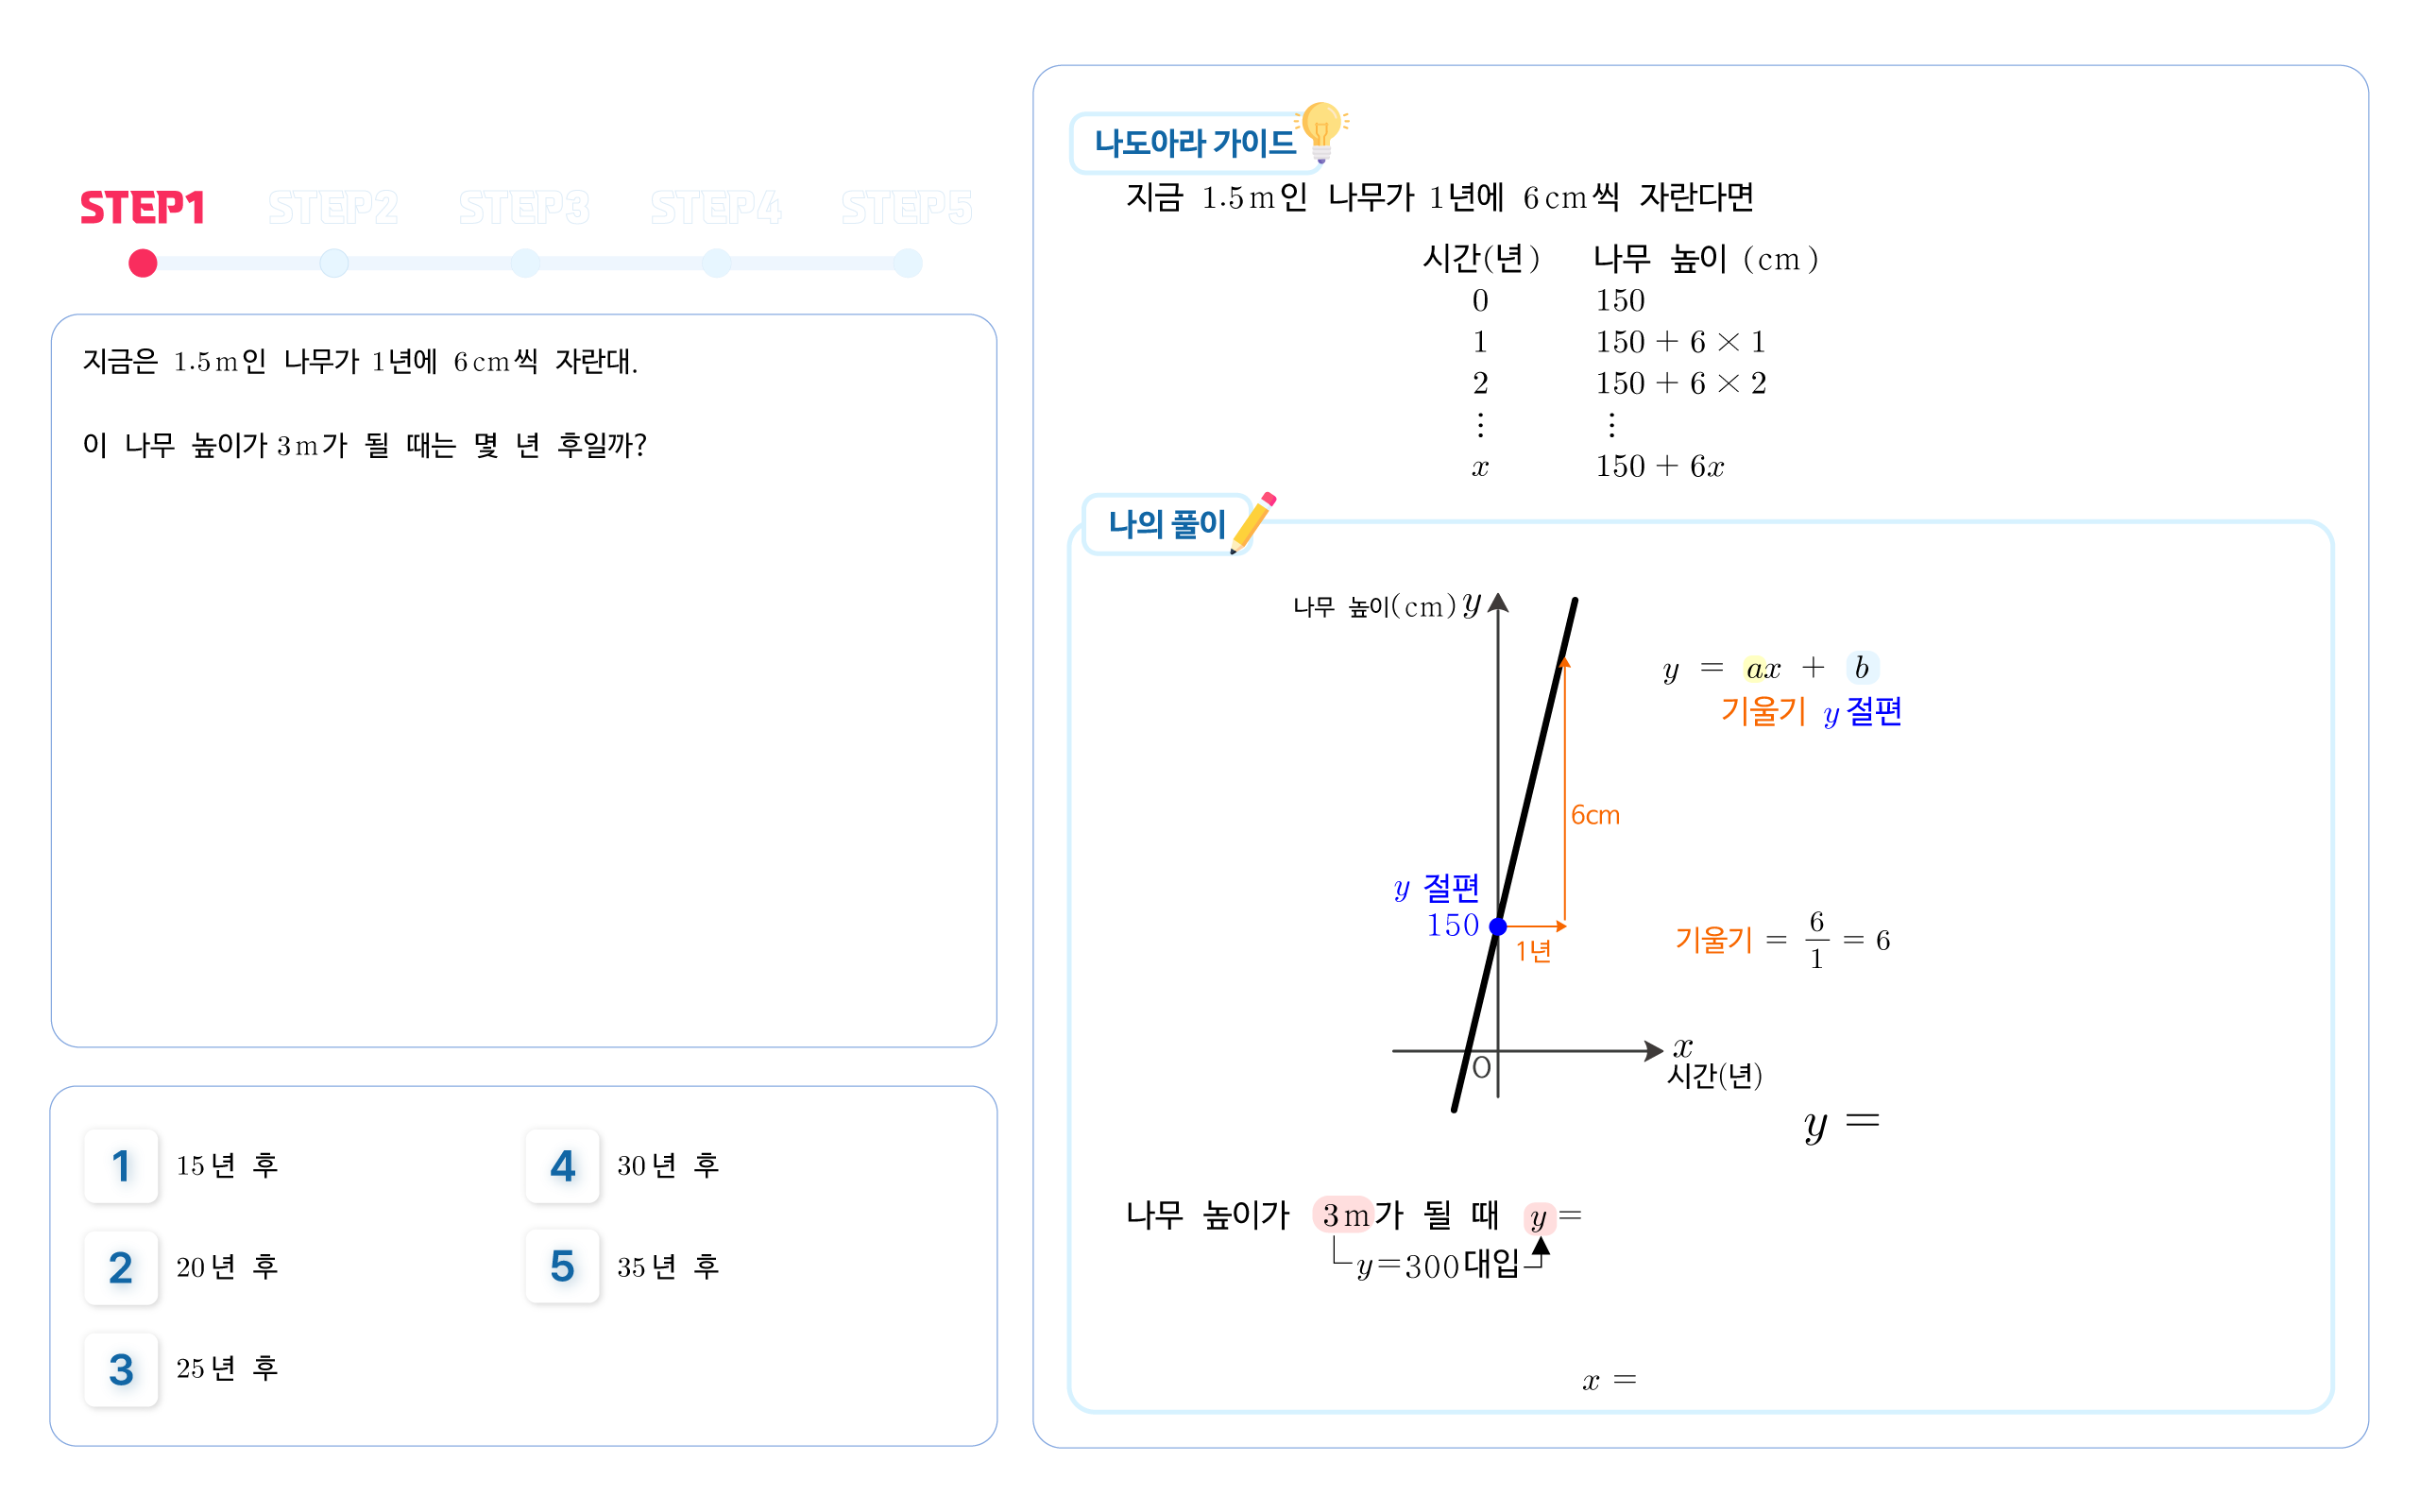 STEP1 STEP2 STEP3 STEP4 STEP5
지금은 1.5m인 나무가 1년에 6cm씩 자란대.
이 나무 높이가 3m가 될 때는 몇 년 후일까?
1 15년 후
2 20년 후
3 25년 후
4 30년 후
5 35년 후
나도아라 가이드
지금 1.5m인 나무가 1년에 6cm씩 자란다면
시간(년) 나무 높이 (cm)
0 150
1 150 + 6 × 1
2 150 + 6 × 2
⋮ ⋮
x 150 + 6x
나의 풀이
나무 높이(cm) y
y = ax + b
기울기 y 절편
6cm
y 절편
150
1년
기울기 = 6/1 = 6
O
x
시간(년)
y =
나무 높이가 3m가 될 때 y =
y=300대입
x =